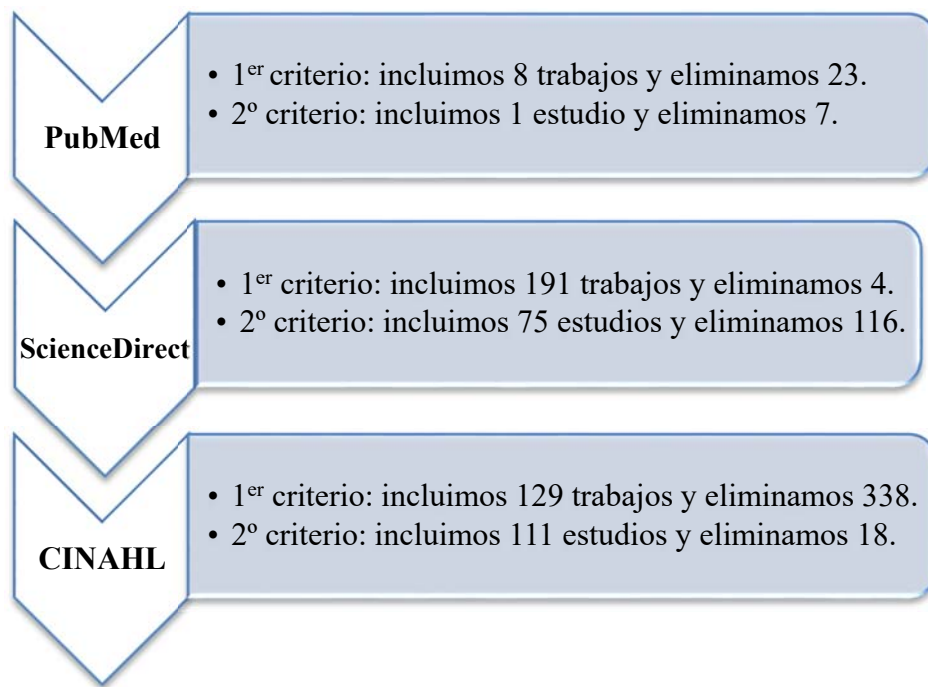 PubMed
• 1er criterio: incluimos 8 trabajos y eliminamos 23.
• 2º criterio: incluimos 1 estudio y eliminamos 7.
ScienceDirect
• 1er criterio: incluimos 191 trabajos y eliminamos 4.
• 2º criterio: incluimos 75 estudios y eliminamos 116.
CINAHL
• 1er criterio: incluimos 129 trabajos y eliminamos 338.
• 2º criterio: incluimos 111 estudios y eliminamos 18.